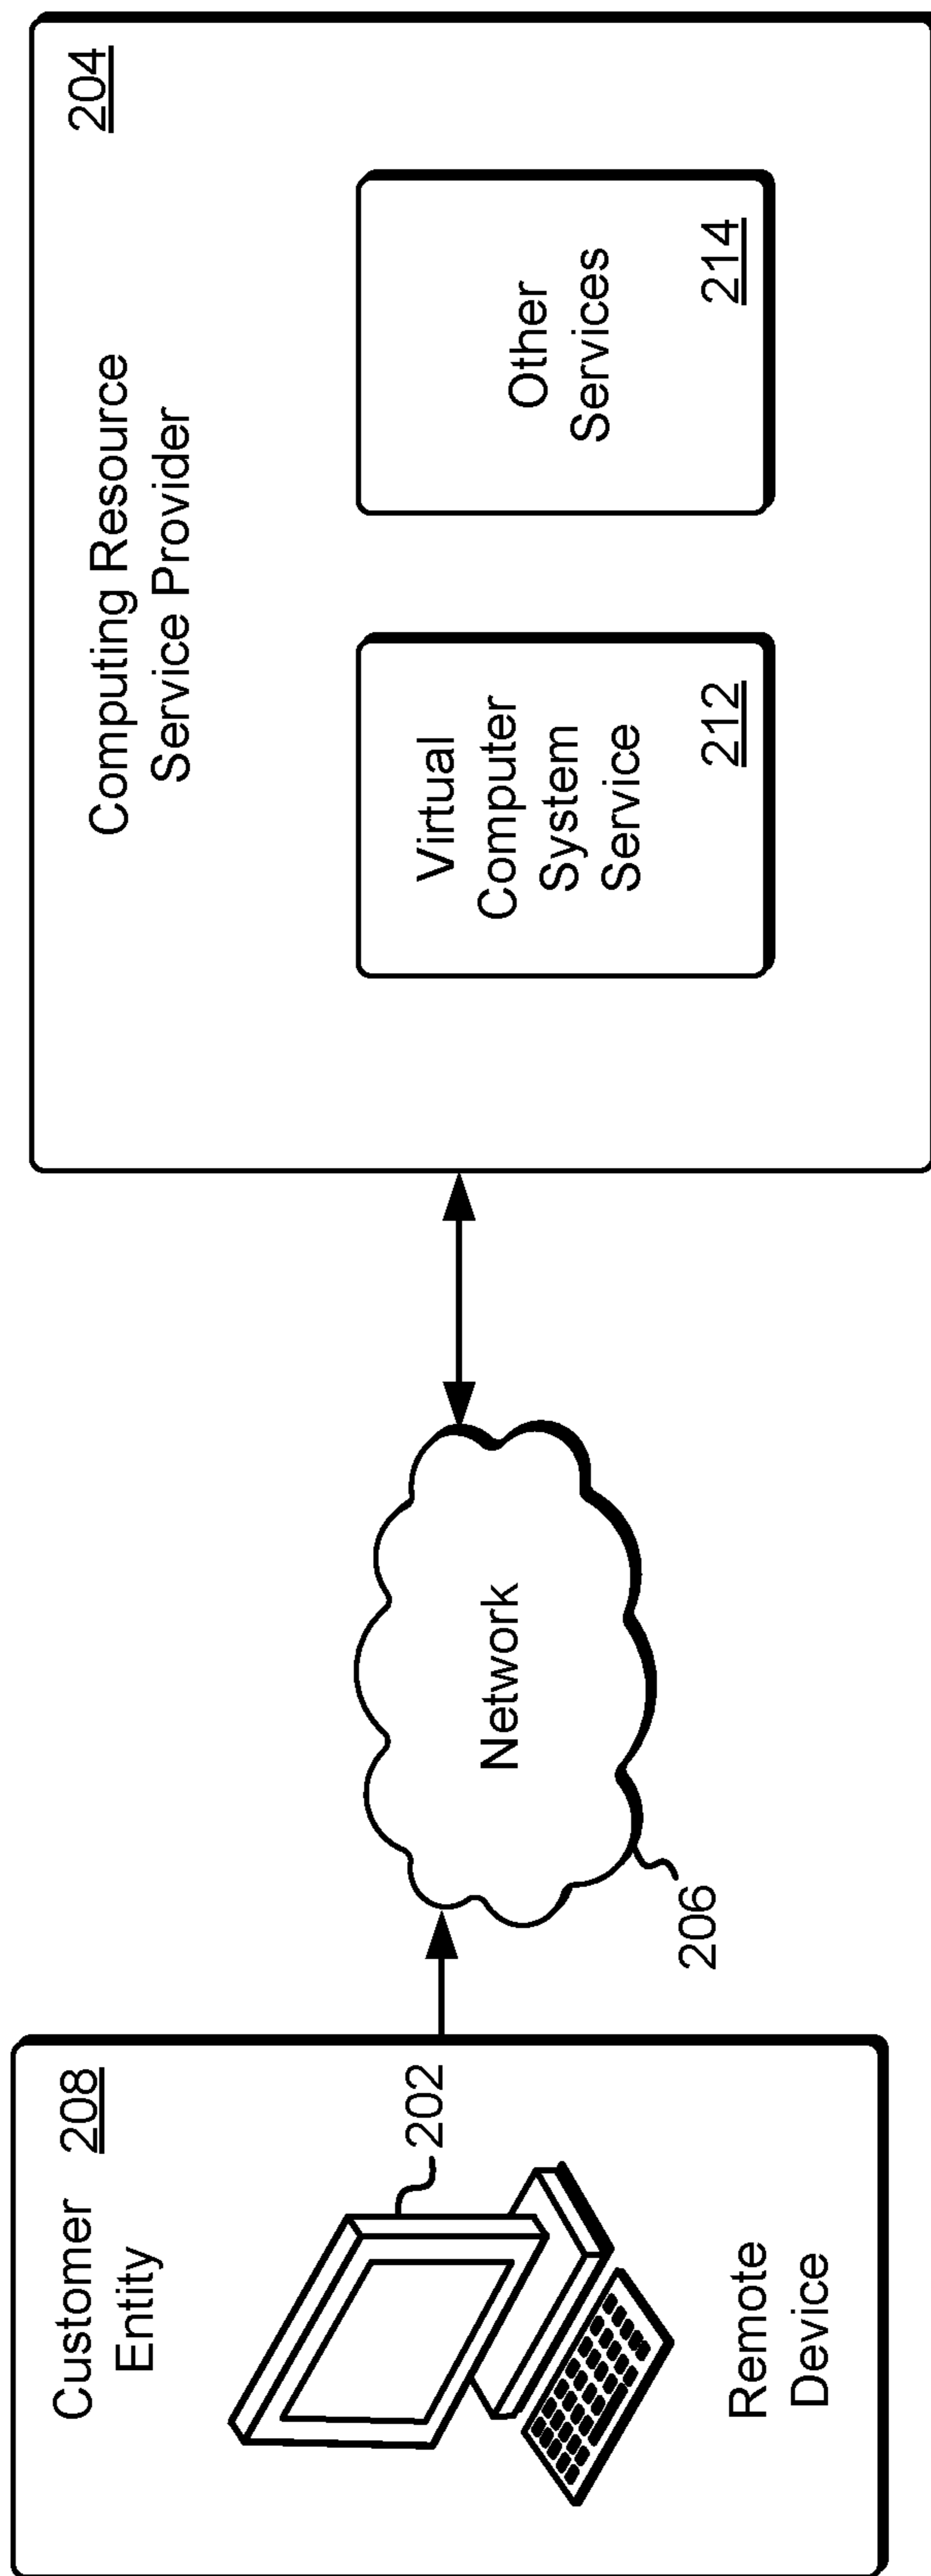 Customer
Entity
208
202
Remote
Device
Network
206
Computing Resource
Service Provider
204
Virtual
Computer
System
Service
212
Other
Services
214